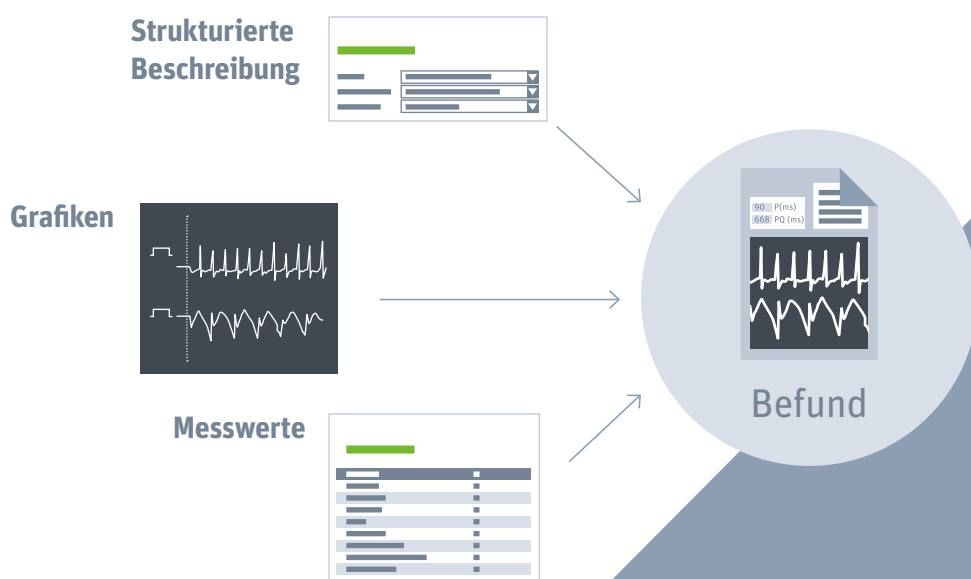 Strukturierte
Beschreibung
Grafiken
90 P(ms)
668 PQ (ms)
Befund
Messwerte